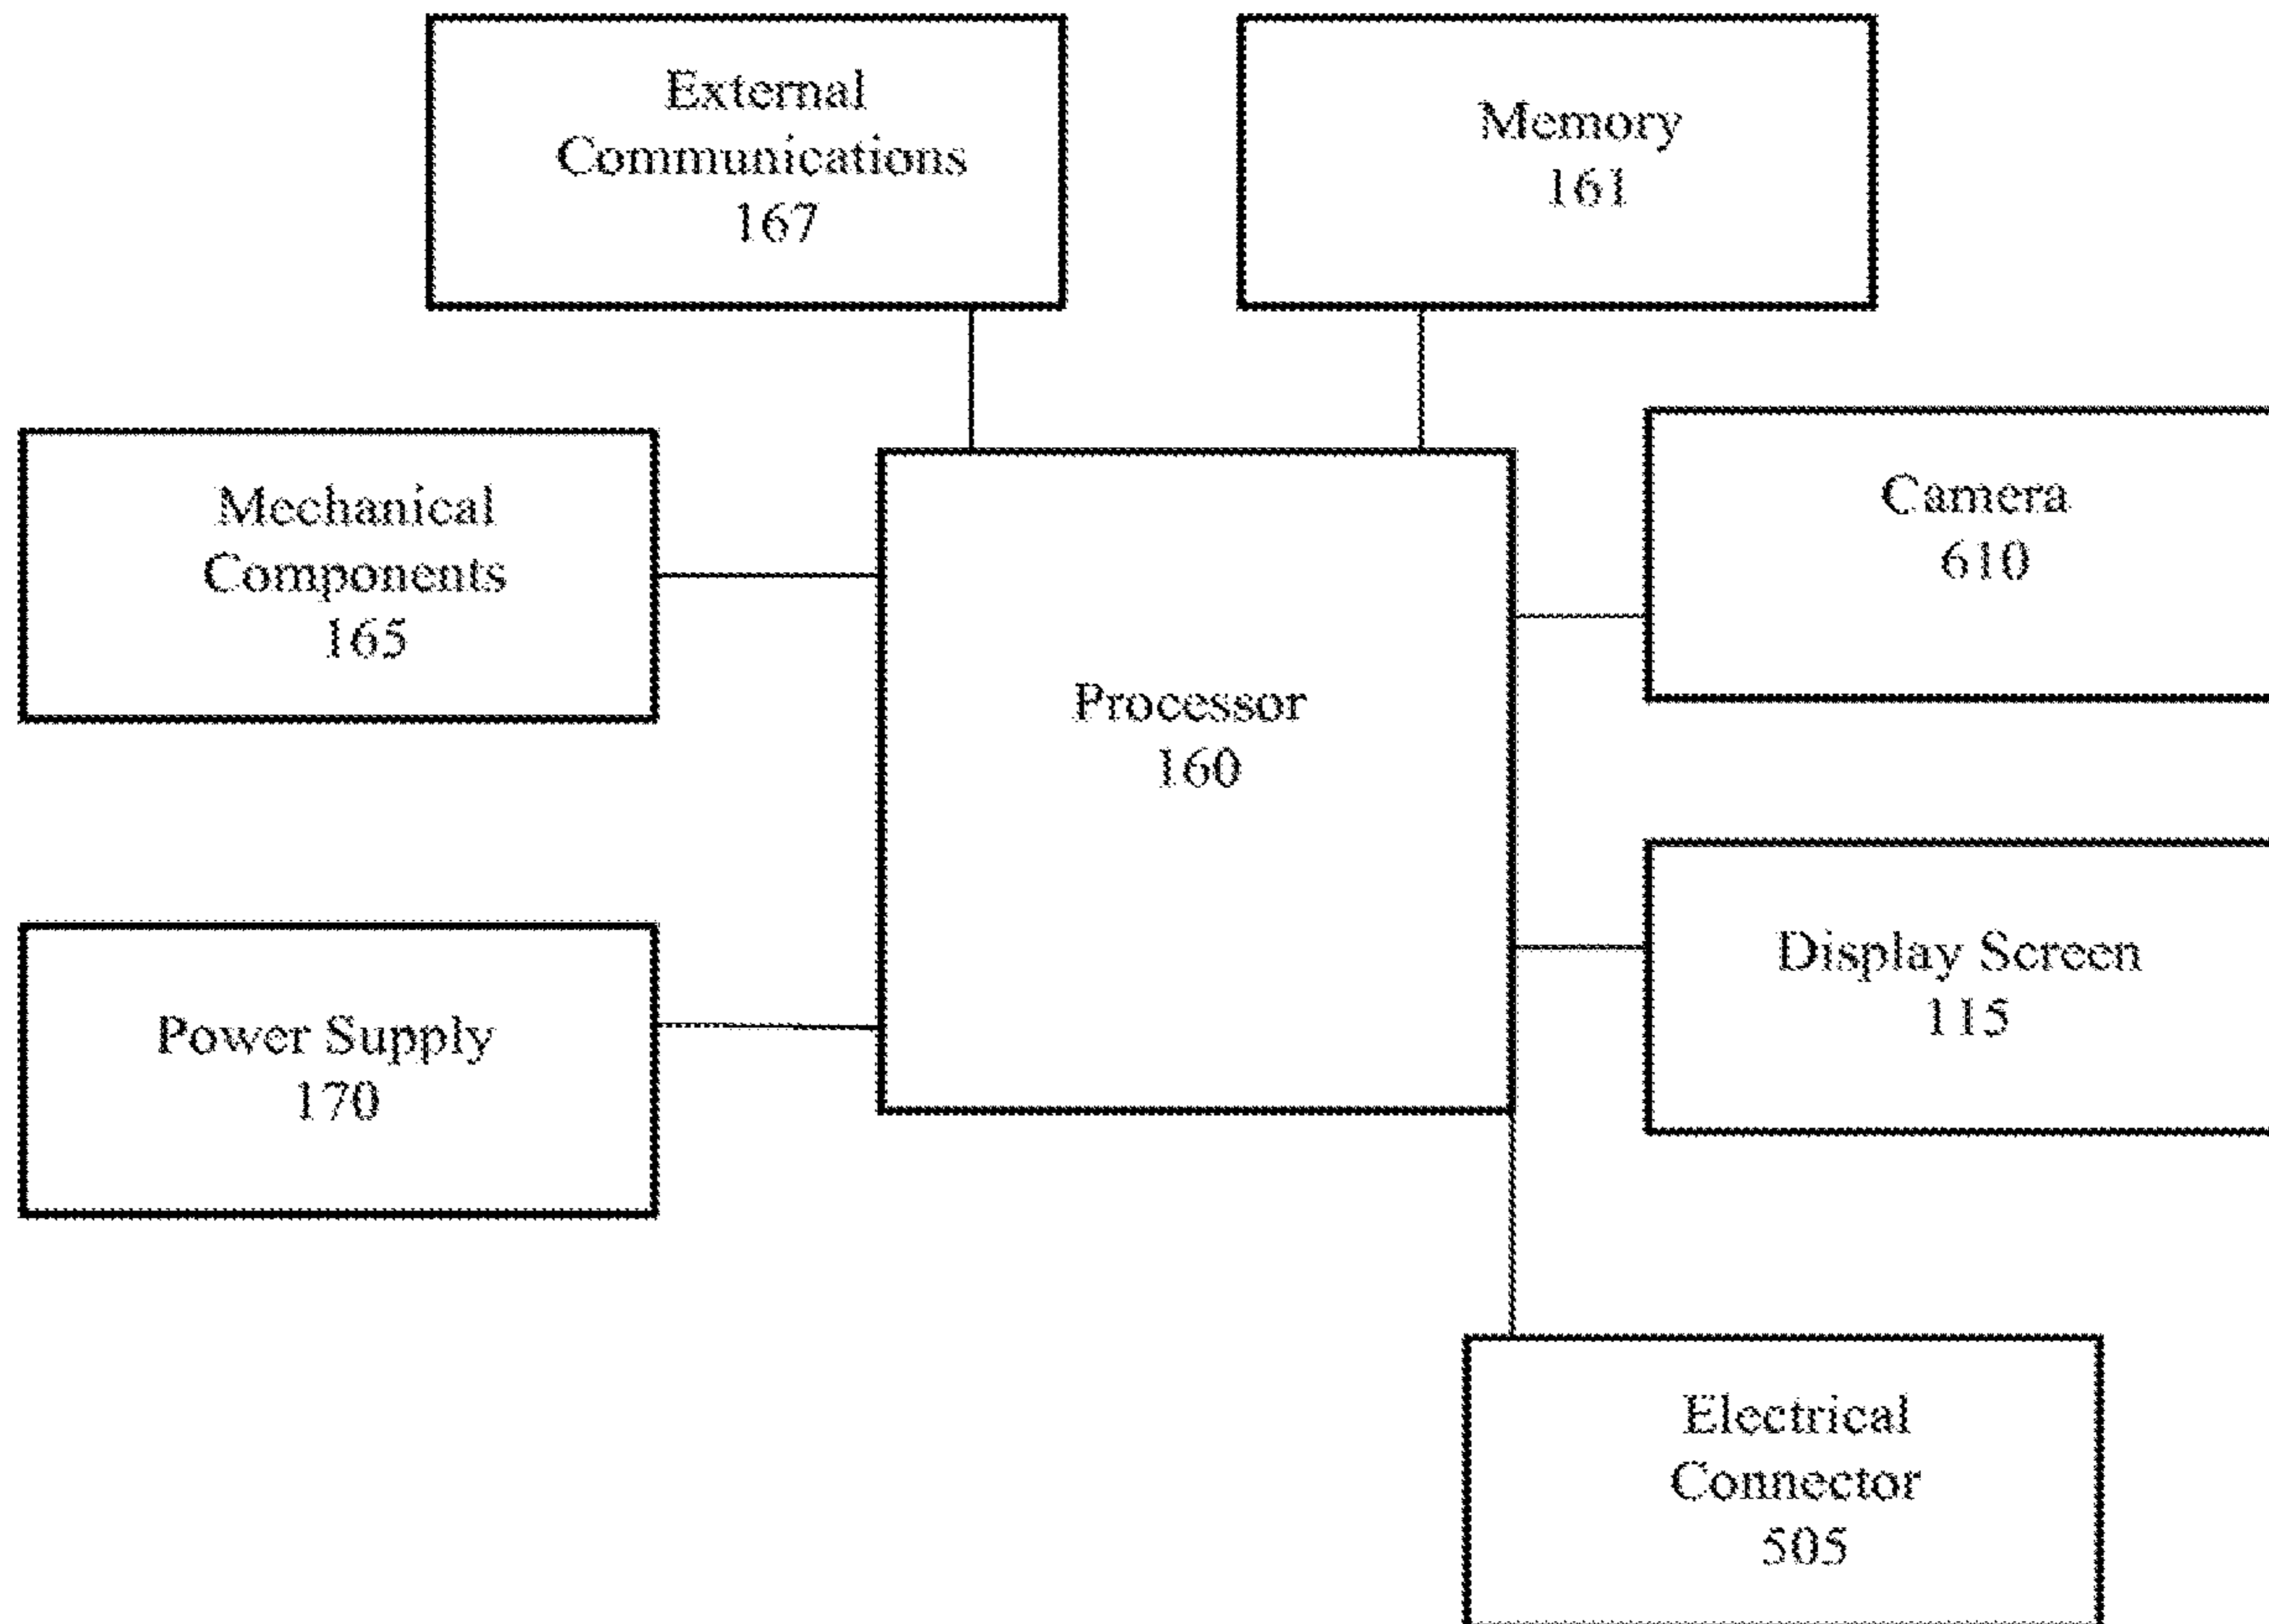 External
Communications
167
Memory
161
Mechanical
Components
165
Camera
610
Processor
160
Display Screen
115
Power Supply
170
Electrical
Connector
505